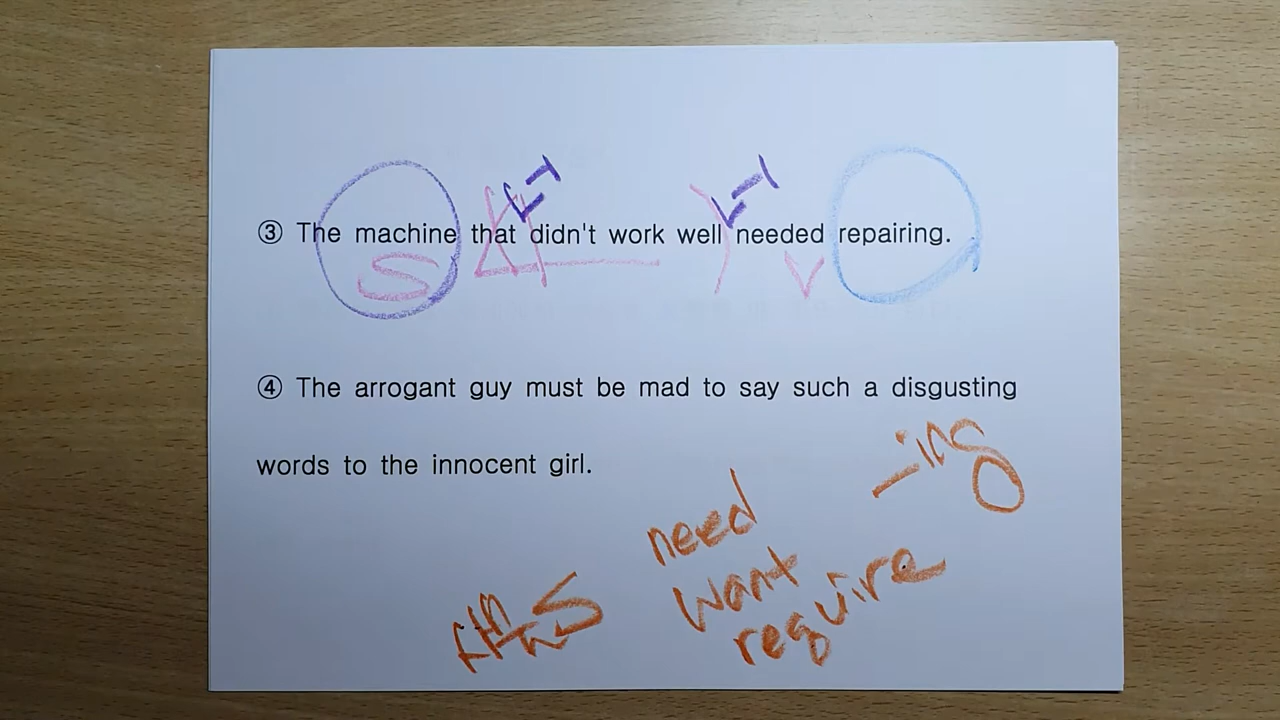 ③ The machine that didn't work well needed repairing.
S
V
④ The arrogant guy must be mad to say such a disgusting
words to the innocent girl.
-ing
need
want
require